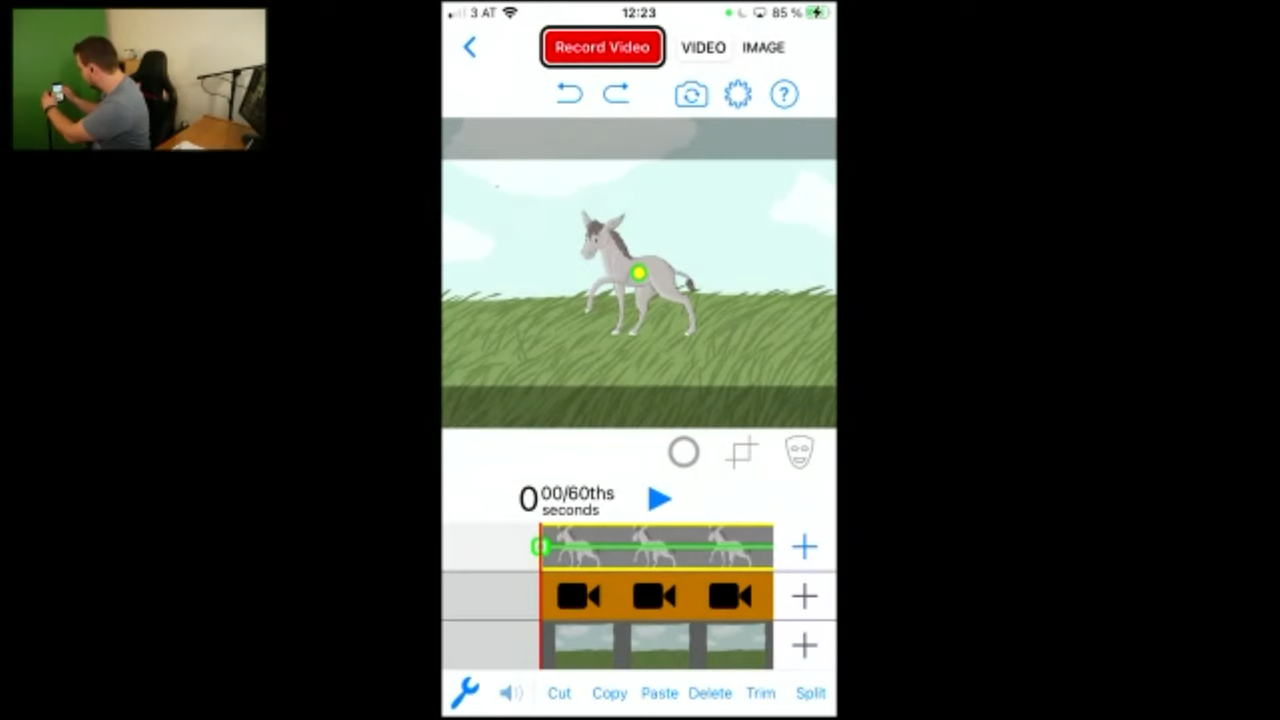 3 AT 12:23 85 %
Record Video VIDEO IMAGE
?
0 00/60ths
seconds
Cut Copy Paste Delete Trim Split